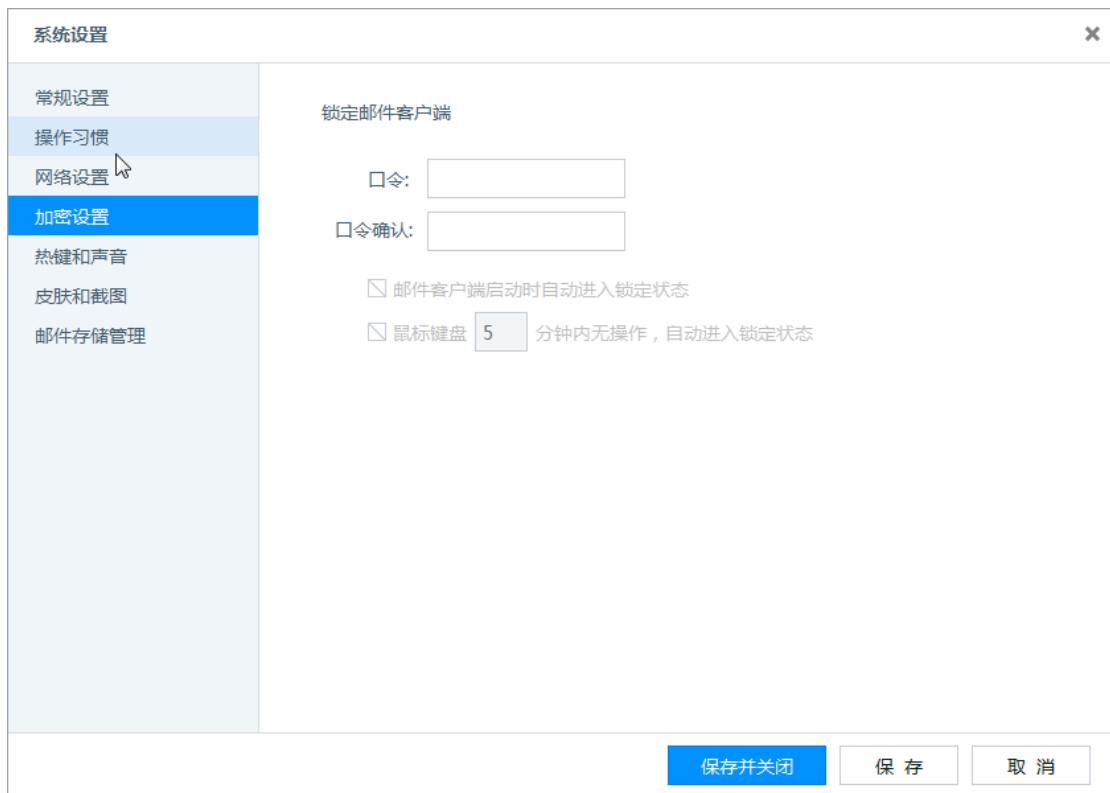 系统设置
常规设置
操作习惯
网络设置
加密设置
热键和声音
皮肤和截图
邮件存储管理
锁定邮件客户端
口令:
口令确认:
邮件客户端启动时自动进入锁定状态
鼠标键盘 5 分钟内无操作，自动进入锁定状态
保存并关闭
保 存
取 消